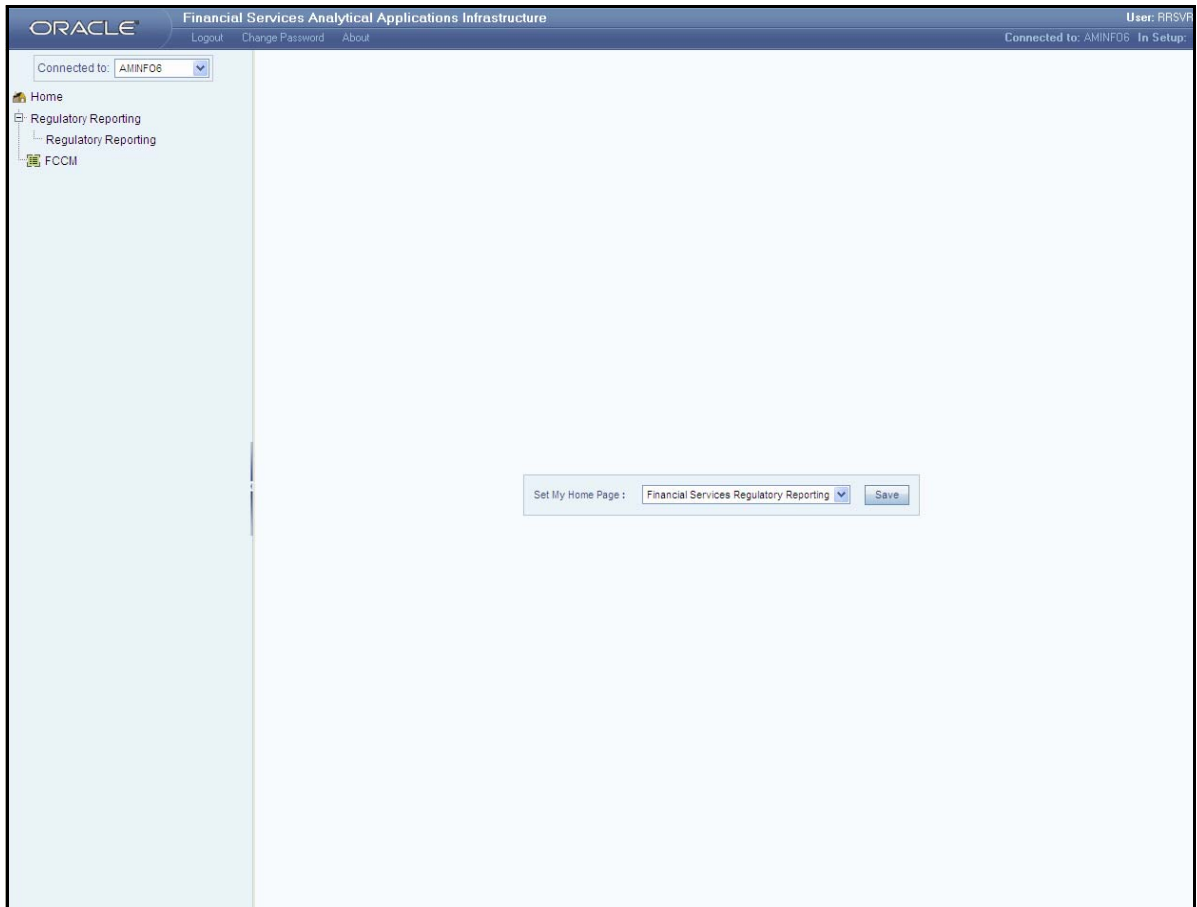 ORACLE
Financial Services Analytical Applications Infrastructure
User: RRSVR
Logout Change Password About
Connected to: AMINFO6 In Setup:
Connected to: AMINFO6
Home
Regulatory Reporting
Regulatory Reporting
FCCM
Set My Home Page : Financial Services Regulatory Reporting Save